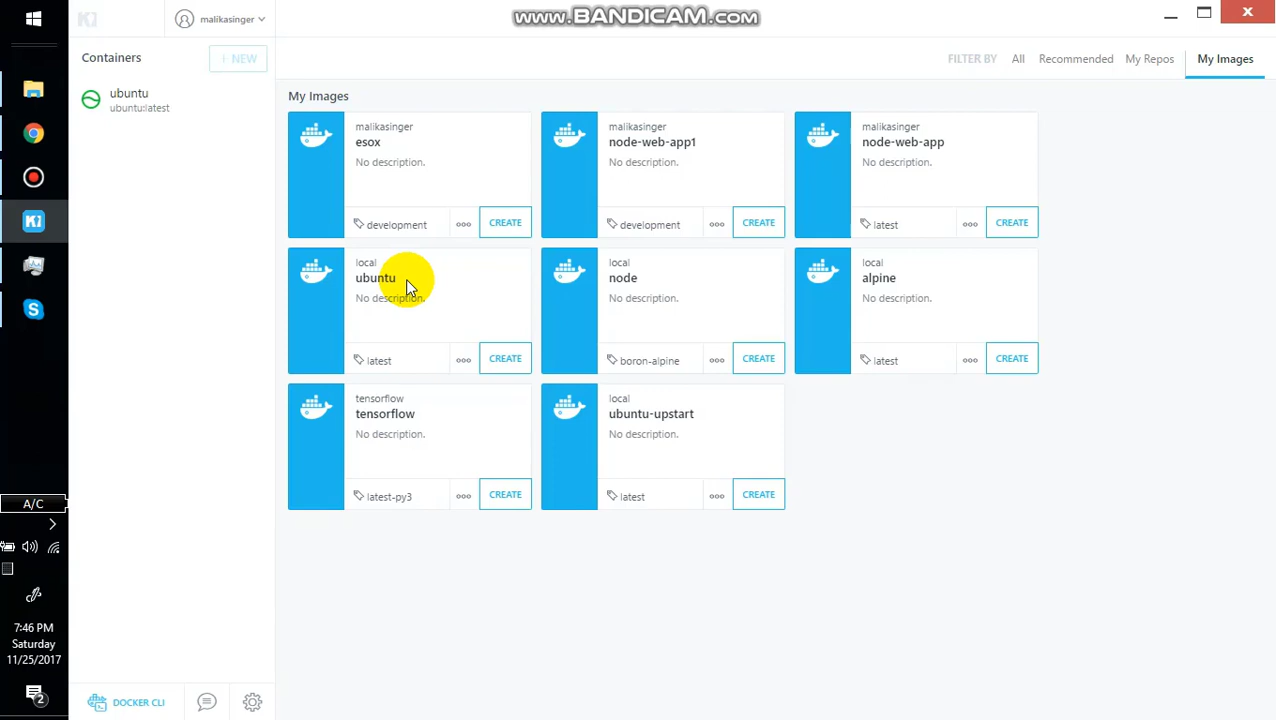 www.BANDICAM.com
malikasinger
Containers
+ NEW
FILTER BY All Recommended My Repos My Images
ubuntu
ubuntu:latest
My Images
malikasinger
esox
No description.
development
CREATE
malikasinger
node-web-app1
No description.
development
CREATE
malikasinger
node-web-app
No description.
latest
CREATE
local
ubuntu
No description.
latest
CREATE
local
node
No description.
boron-alpine
CREATE
local
alpine
No description.
latest
CREATE
tensorflow
tensorflow
No description.
latest-py3
CREATE
local
ubuntu-upstart
No description.
latest
CREATE
A/C
7:46 PM
Saturday
11/25/2017
2
DOCKER CLI